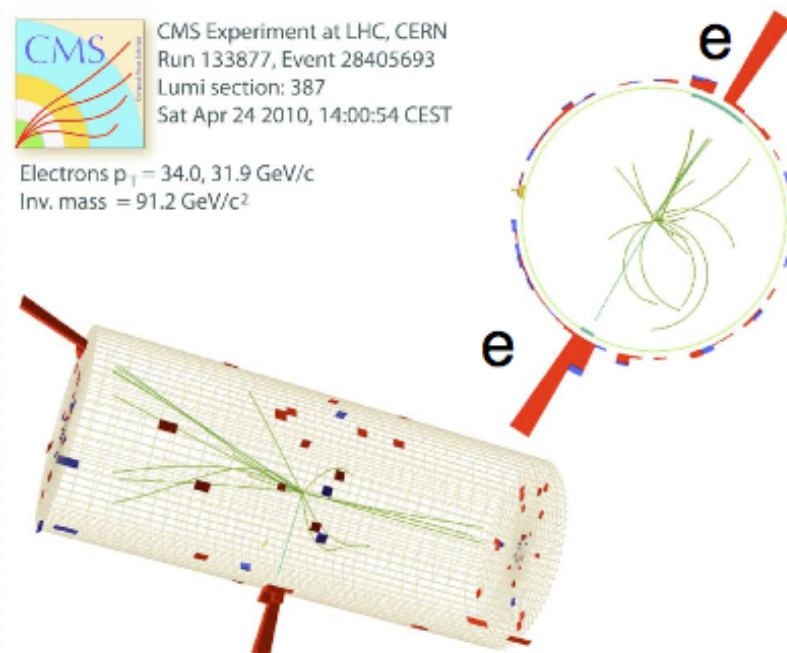 CMS
CMS Experiment at LHC, CERN
Run 133877, Event 28405693
Lumi section: 387
Sat Apr 24 2010, 14:00:54 CEST
Electrons p_T = 34.0, 31.9 GeV/c
Inv. mass = 91.2 GeV/c²
e
e